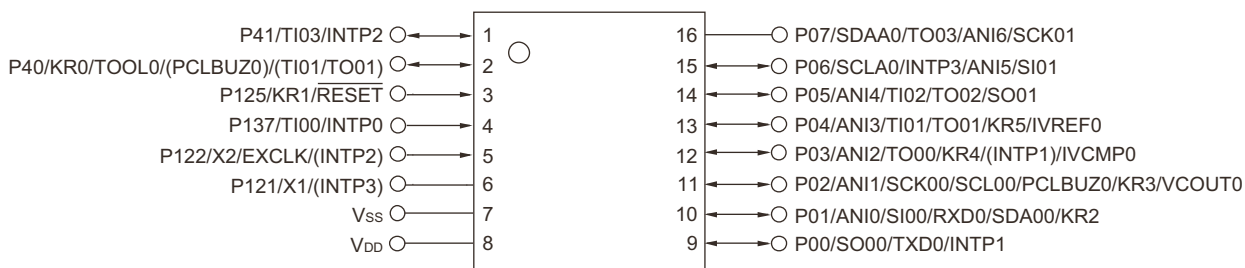 P41/TI03/INTP2 1
P40/KR0/TOOL0/(PCLBUZ0)/(TI01/TO01) 2
P125/KR1/RESET 3
P137/TI00/INTP0 4
P122/X2/EXCLK/(INTP2) 5
P121/X1/(INTP3) 6
VSS 7
VDD 8
16 P07/SDAA0/TO03/ANI6/SCK01
15 P06/SCLA0/INTP3/ANI5/SI01
14 P05/ANI4/TI02/TO02/SO01
13 P04/ANI3/TI01/TO01/KR5/IVREF0
12 P03/ANI2/TO00/KR4/(INTP1)/IVCMP0
11 P02/ANI1/SCK00/SCL00/PCLBUZ0/KR3/VCOUT0
10 P01/ANI0/SI00/RXD0/SDA00/KR2
9 P00/SO00/TXD0/INTP1